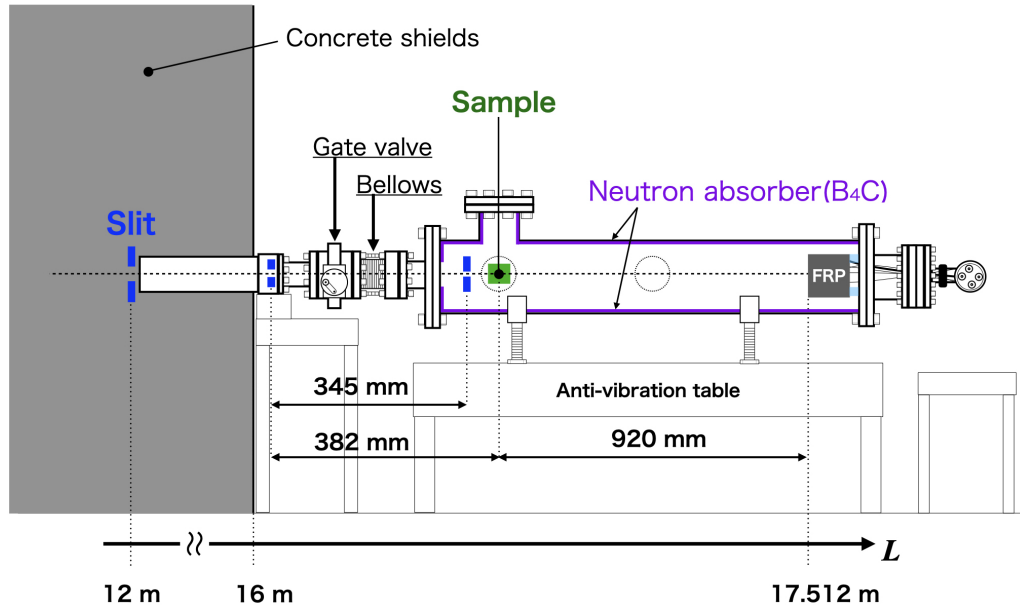 Concrete shields
Sample
Gate valve
Bellows
Neutron absorber(B₄C)
Slit
FRP
345 mm
Anti-vibration table
382 mm
920 mm
L
12 m
16 m
17.512 m